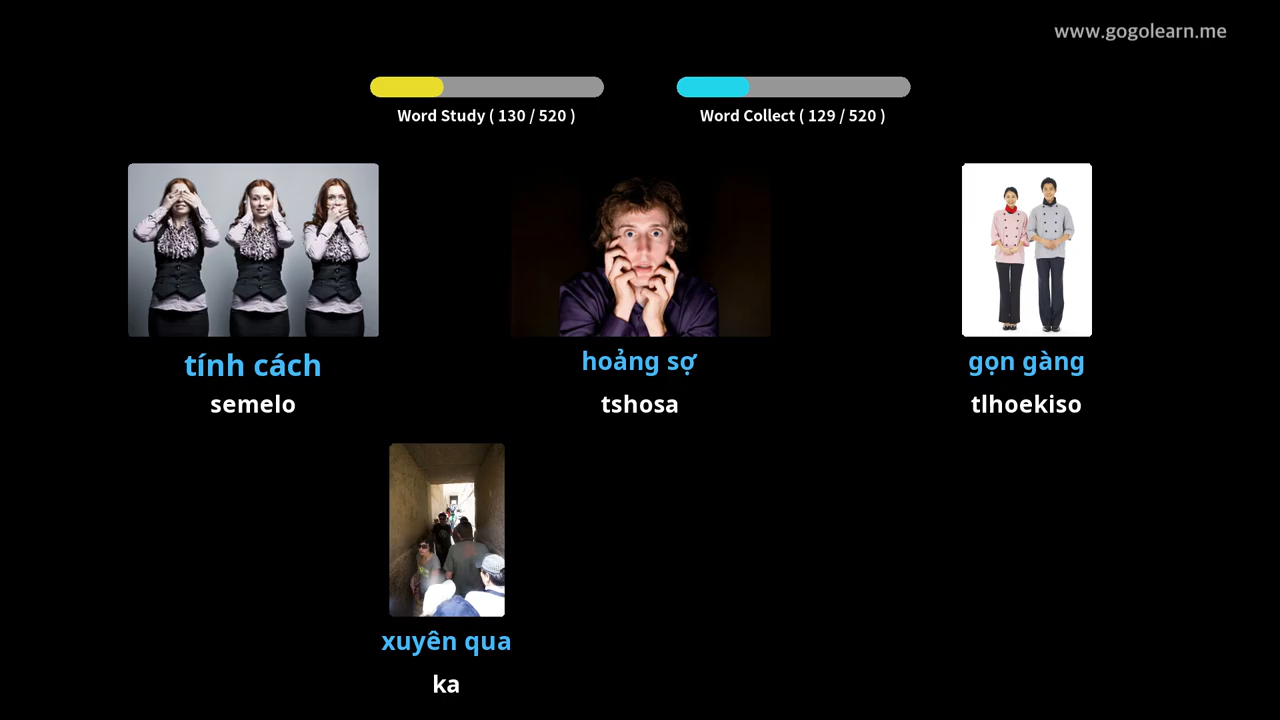 www.gogolearn.me
Word Study ( 130 / 520 )
Word Collect ( 129 / 520 )
tính cách
hoảng sợ
gọn gàng
semelo
tshosa
tlhoekiso
xuyên qua
ka